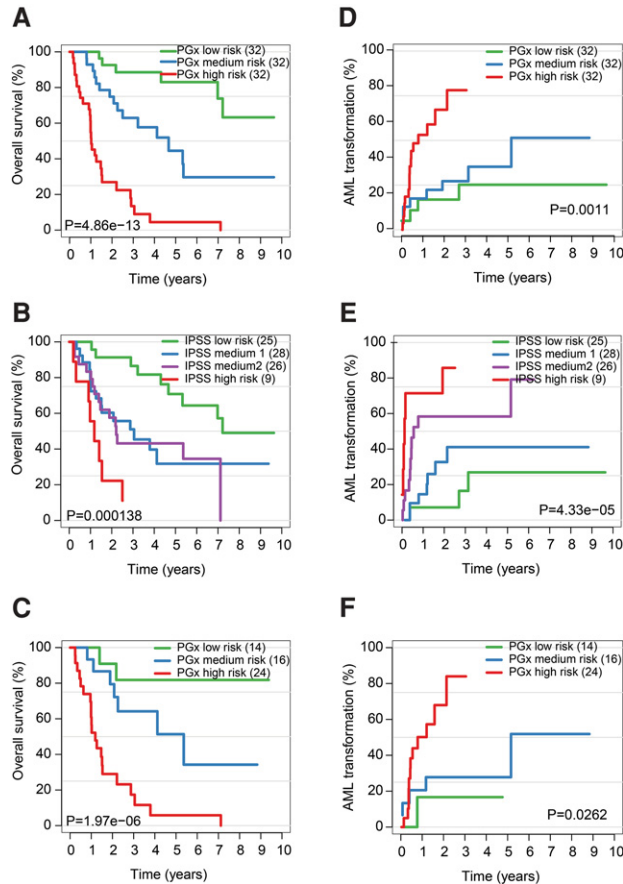 A
Overall survival (%)
100
80
60
40
20
0
PGx low risk (32)
PGx medium risk (32)
PGx high risk (32)
P=4.86e−13
0 1 2 3 4 5 6 7 8 9 10
Time (years)
D
AML transformation (%)
100
80
60
40
20
0
PGx low risk (32)
PGx medium risk (32)
PGx high risk (32)
P=0.0011
0 1 2 3 4 5 6 7 8 9 10
Time (years)
B
Overall survival (%)
100
80
60
40
20
0
IPSS low risk (25)
IPSS medium 1 (28)
IPSS medium2 (26)
IPSS high risk (9)
P=0.000138
0 1 2 3 4 5 6 7 8 9 10
Time (years)
E
AML transformation (%)
100
80
60
40
20
0
IPSS low risk (25)
IPSS medium 1 (28)
IPSS medium2 (26)
IPSS high risk (9)
P=4.33e−05
0 1 2 3 4 5 6 7 8 9 10
Time (years)
C
Overall survival (%)
100
80
60
40
20
0
PGx low risk (14)
PGx medium risk (16)
PGx high risk (24)
P=1.97e−06
0 1 2 3 4 5 6 7 8 9 10
Time (years)
F
AML transformation (%)
100
80
60
40
20
0
PGx low risk (14)
PGx medium risk (16)
PGx high risk (24)
P=0.0262
0 1 2 3 4 5 6 7 8 9 10
Time (years)